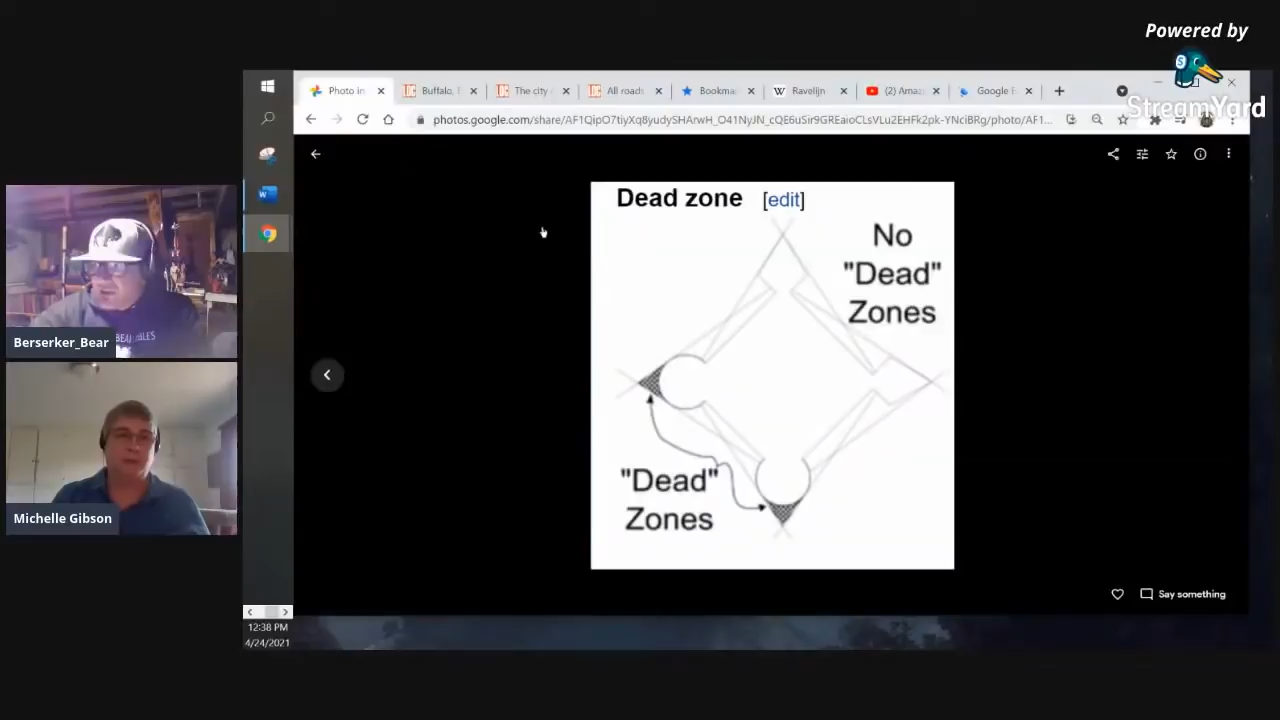 Powered by
StreamYard
Photo in
Buffalo,
The city
All roads
Bookma
Ravelijn
(2) Amaz
Google E
photos.google.com/share/AF1QipO7tiyXq8yudySHArwH_O41NyJN_cQE6uSir9GREaioCLsVLu2EHFk2pk-YNciBRg/photo/AF1...
Dead zone [edit]
No
"Dead"
Zones
"Dead"
Zones
Berserker_Bear
Michelle Gibson
Say something
12:38 PM
4/24/2021